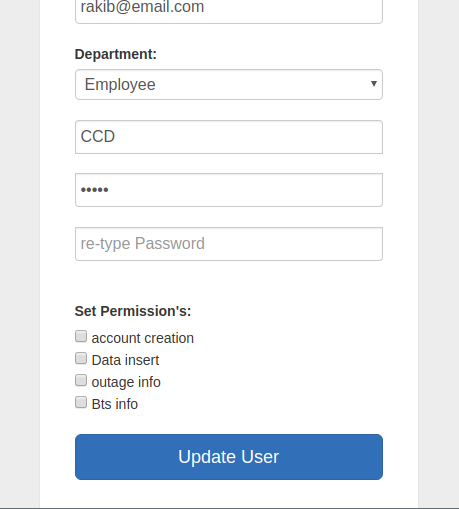 rakib@email.com
Department:
Employee
CCD
•••••
re-type Password
Set Permission's:
account creation
Data insert
outage info
Bts info
Update User